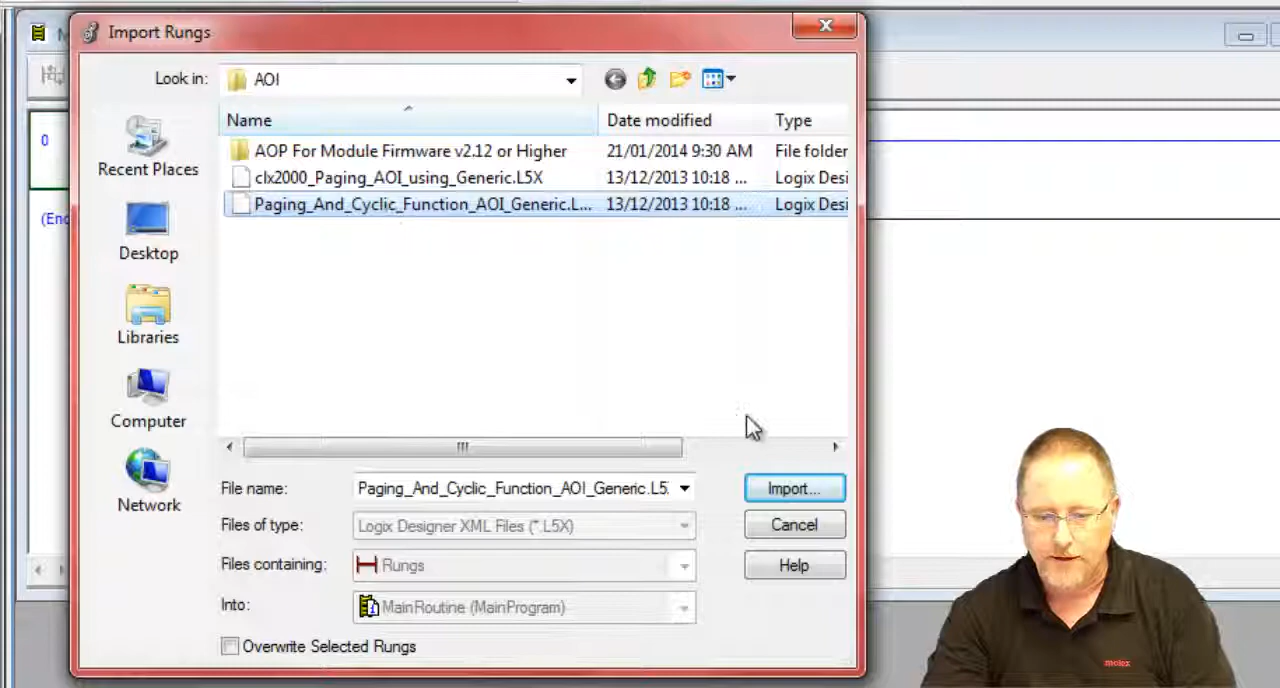 Import Rungs
Look in: AOI
Name Date modified Type
AOP For Module Firmware v2.12 or Higher 21/01/2014 9:30 AM File folder
clx2000_Paging_AOI_using_Generic.L5X 13/12/2013 10:18 ... Logix Desi
Paging_And_Cyclic_Function_AOI_Generic.L... 13/12/2013 10:18 ... Logix Desi
Recent Places
Desktop
Libraries
Computer
Network
0
(End
File name: Paging_And_Cyclic_Function_AOI_Generic.L5 Import...
Files of type: Logix Designer XML Files (*.L5X) Cancel
Files containing: Rungs Help
Into: MainRoutine (MainProgram)
Overwrite Selected Rungs
molex